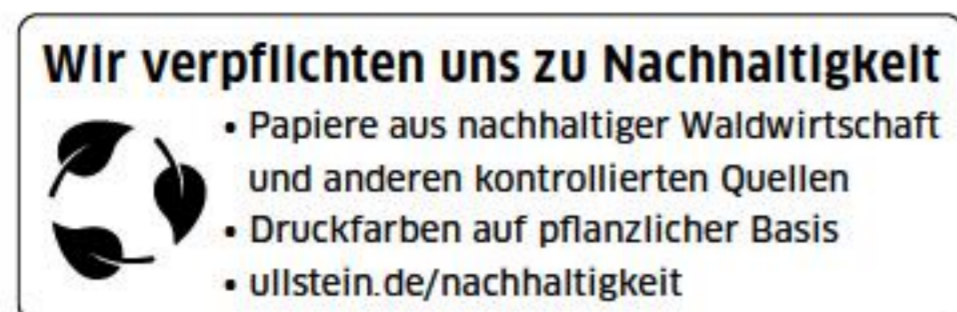 Wir verpflichten uns zu Nachhaltigkeit
• Papiere aus nachhaltiger Waldwirtschaft
und anderen kontrollierten Quellen
• Druckfarben auf pflanzlicher Basis
• ullstein.de/nachhaltigkeit